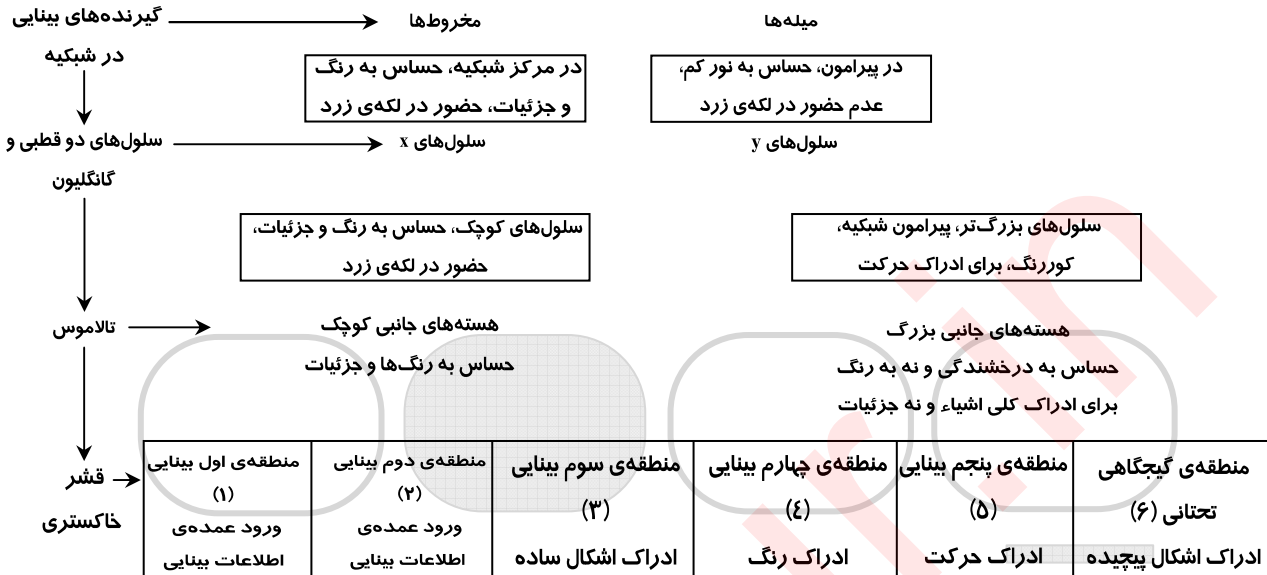 گیرنده‌های بینایی
در شبکیه
مخروط‌ها
میله‌ها
در مرکز شبکیه، حساس به رنگ
و جزئیات، حضور در لکه‌ی زرد
در پیرامون، حساس به نور کم،
عدم حضور در لکه‌ی زرد
سلول‌های دو قطبی و
گانگلیون
سلول‌های x
سلول‌های y
سلول‌های کوچک، حساس به رنگ و جزئیات،
حضور در لکه‌ی زرد
سلول‌های بزرگ‌تر، پیرامون شبکیه،
کوررنگ، برای ادراک حرکت
تالاموس
هسته‌های جانبی کوچک
حساس به رنگ‌ها و جزئیات
هسته‌های جانبی بزرگ
حساس به درخشندگی و نه به رنگ
برای ادراک کلی اشیاء و نه جزئیات
قشر
خاکستری
منطقه‌ی اول بینایی
(۱)
ورود عمده‌ی
اطلاعات بینایی
منطقه‌ی دوم بینایی
(۲)
ورود عمده‌ی
اطلاعات بینایی
منطقه‌ی سوم بینایی
(۳)
ادراک اشکال ساده
منطقه‌ی چهارم بینایی
(٤)
ادراک رنگ
منطقه‌ی پنجم بینایی
(۵)
ادراک حرکت
منطقه‌ی گیجگاهی
تحتانی (۶)
ادراک اشکال پیچیده
r.in